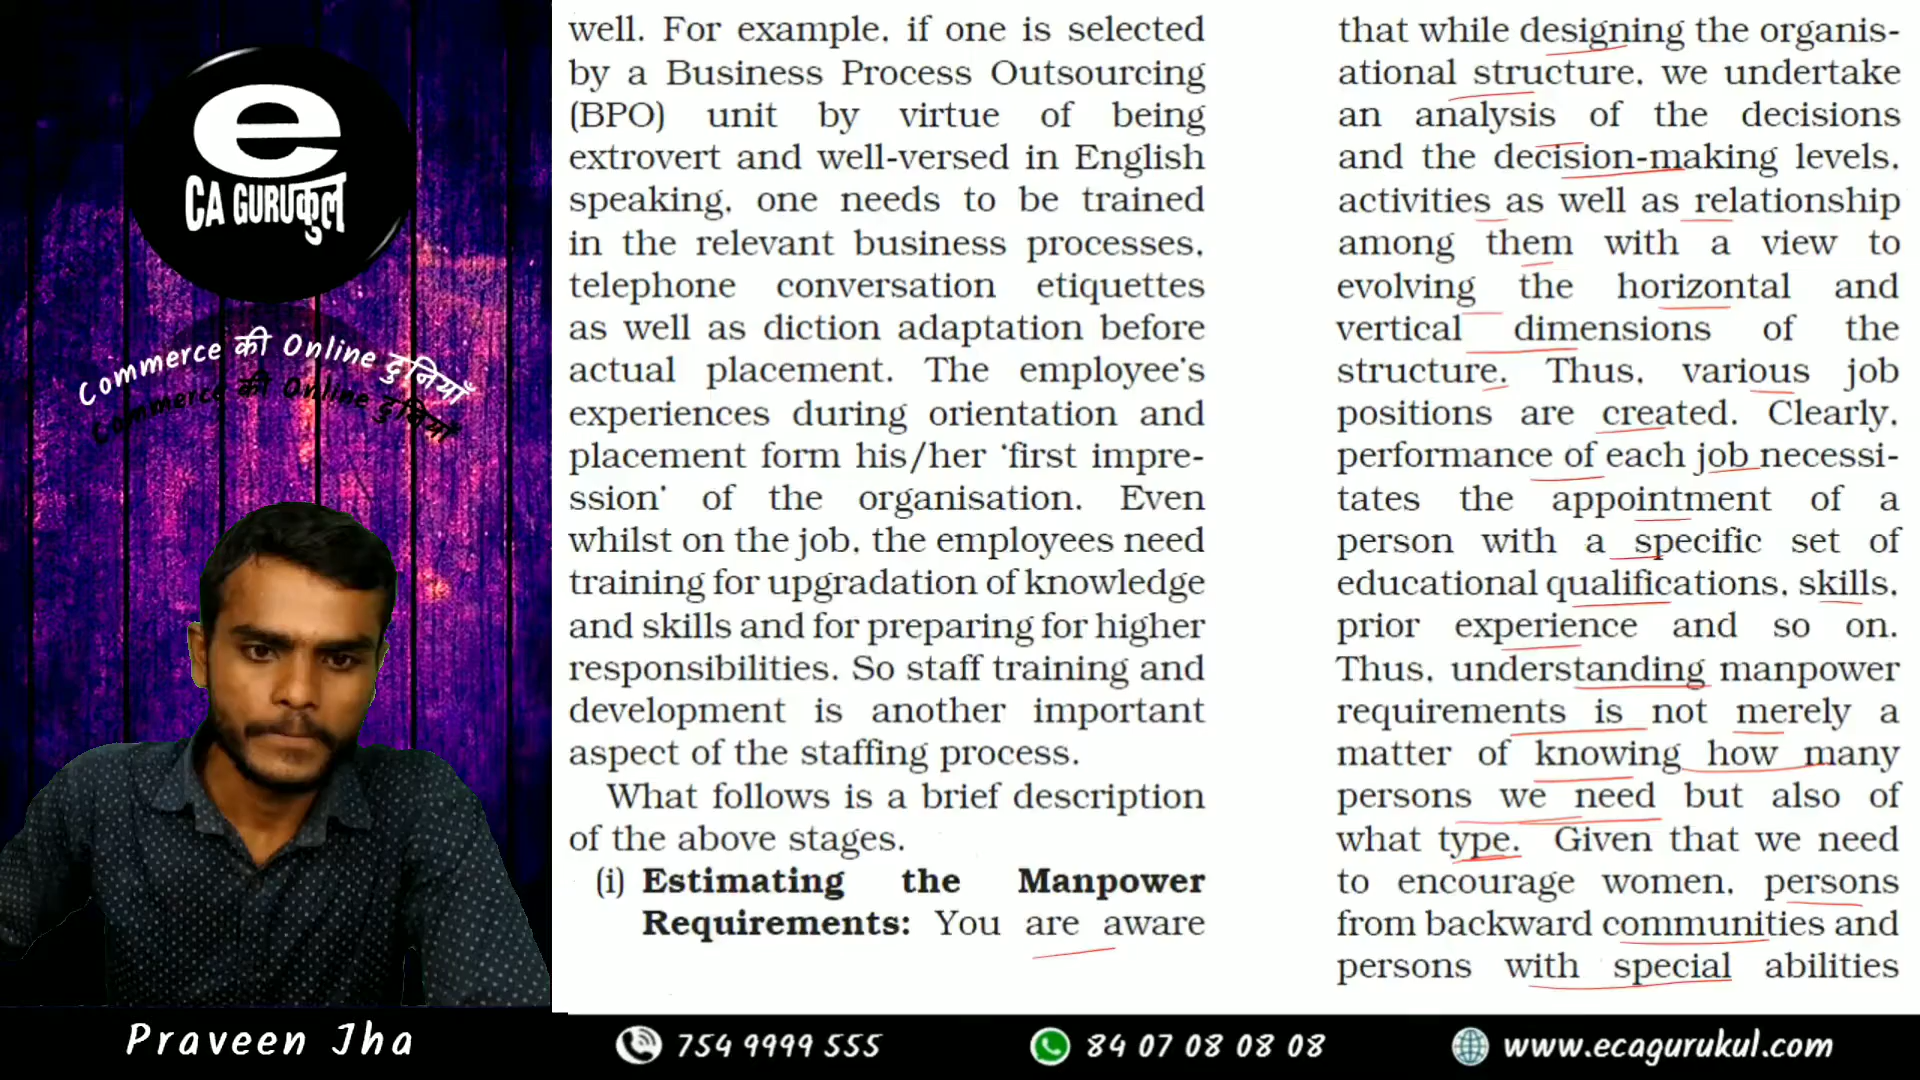 e
CA GURUकुल
Commerce की Online दुनियाँ
Commerce की Online दुनियाँ
well. For example, if one is selected
by a Business Process Outsourcing
(BPO) unit by virtue of being
extrovert and well-versed in English
speaking, one needs to be trained
in the relevant business processes,
telephone conversation etiquettes
as well as diction adaptation before
actual placement. The employee's
experiences during orientation and
placement form his/her 'first impre-
ssion' of the organisation. Even
whilst on the job, the employees need
training for upgradation of knowledge
and skills and for preparing for higher
responsibilities. So staff training and
development is another important
aspect of the staffing process.
What follows is a brief description
of the above stages.
(i) Estimating the Manpower
Requirements: You are aware
that while designing the organis-
ational structure, we undertake
an analysis of the decisions
and the decision-making levels,
activities as well as relationship
among them with a view to
evolving the horizontal and
vertical dimensions of the
structure. Thus, various job
positions are created. Clearly,
performance of each job necessi-
tates the appointment of a
person with a specific set of
educational qualifications, skills,
prior experience and so on.
Thus, understanding manpower
requirements is not merely a
matter of knowing how many
persons we need but also of
what type. Given that we need
to encourage women, persons
from backward communities and
persons with special abilities
Praveen Jha
754 9999 555
84 07 08 08 08
www.ecagurukul.com